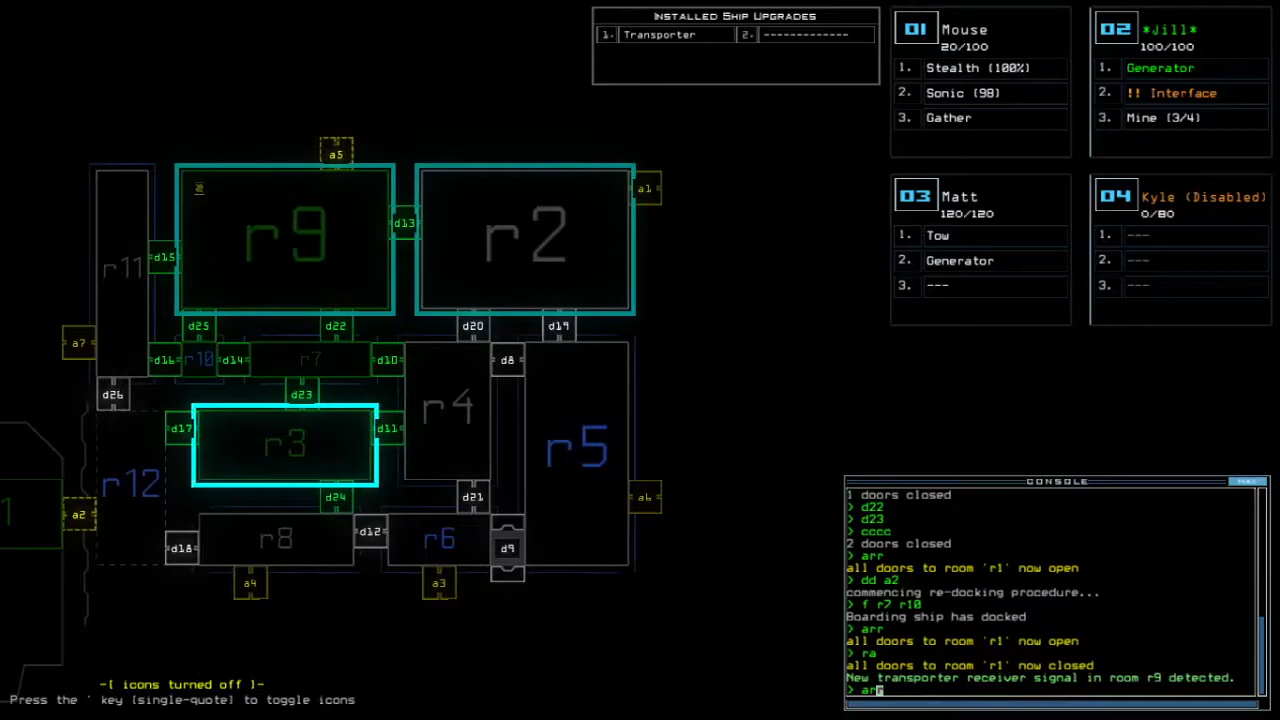 Installed Ship Upgrades
1. Transporter 2. -------------
01 Mouse
20/100
1. Stealth (100%)
2. Sonic (98)
3. Gather
02 *Jill*
100/100
1. Generator
2. !! Interface
3. Mine (3/4)
03 Matt
120/120
1. Tow
2. Generator
3. ---
04 Kyle (Disabled)
0/80
1. ---
2. ---
3. ---
a5
r9
d13
r2
a1
r11
d15
d25
d22
d20
d19
a7
d16
r10
d14
r7
d10
d8
d26
d23
r4
d17
r3
d11
r5
r12
d24
d21
a6
1
a2
d18
r8
d12
r6
d9
a4
a3
-[ icons turned off ]-
Press the ' key (single-quote) to toggle icons
CONSOLE
1 doors closed
> d22
> d23
> cccc
2 doors closed
> arr
all doors to room 'r1' now open
> dd a2
commencing re-docking procedure...
> f r7 r10
Boarding ship has docked
> arr
all doors to room 'r1' now open
> ra
all doors to room 'r1' now closed
New transporter receiver signal in room r9 detected.
> arr